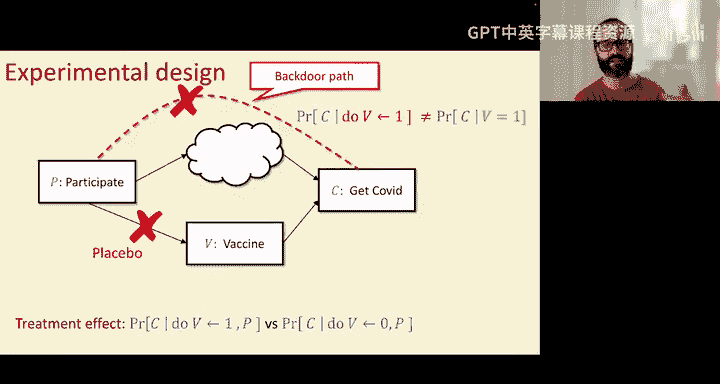 GPT中英字幕课程资源
Experimental design
Backdoor path
Pr[ C | do V ← 1 ] ≠ Pr[ C | V = 1]
P: Participate
C: Get Covid
V: Vaccine
Placebo
Treatment effect: Pr[C | do V ← 1 , P ] vs Pr[ C | do V ← 0, P ]